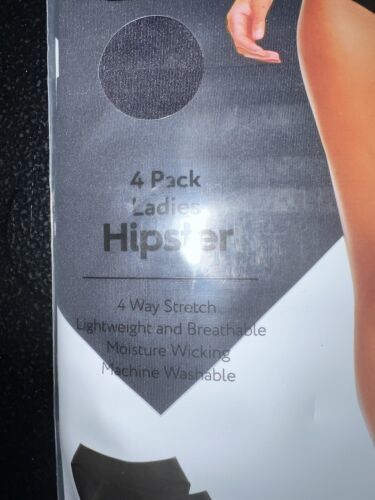 4 Pack
Ladies
Hipster
4 Way Stretch
Lightweight and Breathable
Moisture Wicking
Machine Washable